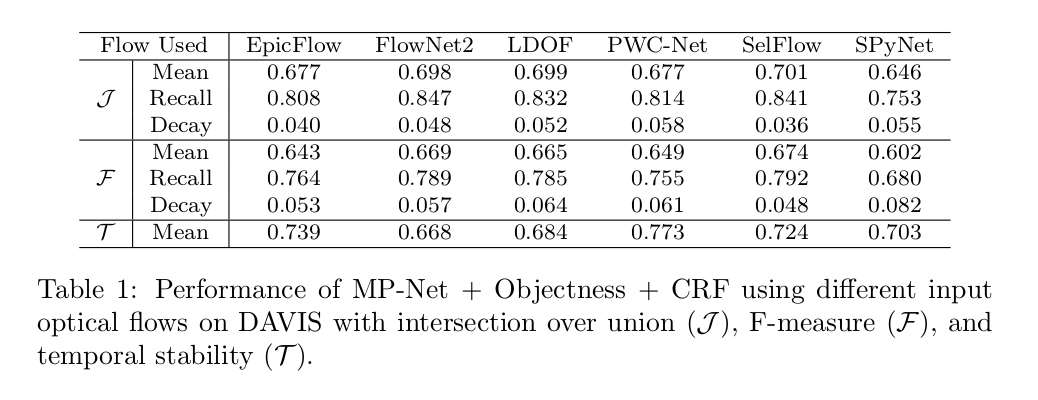 Flow Used EpicFlow FlowNet2 LDOF PWC-Net SelFlow SPyNet
Mean 0.677 0.698 0.699 0.677 0.701 0.646
𝒥 Recall 0.808 0.847 0.832 0.814 0.841 0.753
Decay 0.040 0.048 0.052 0.058 0.036 0.055
Mean 0.643 0.669 0.665 0.649 0.674 0.602
ℱ Recall 0.764 0.789 0.785 0.755 0.792 0.680
Decay 0.053 0.057 0.064 0.061 0.048 0.082
𝒯 Mean 0.739 0.668 0.684 0.773 0.724 0.703
Table 1: Performance of MP-Net + Objectness + CRF using different input
optical flows on DAVIS with intersection over union (𝒥), F-measure (ℱ), and
temporal stability (𝒯).